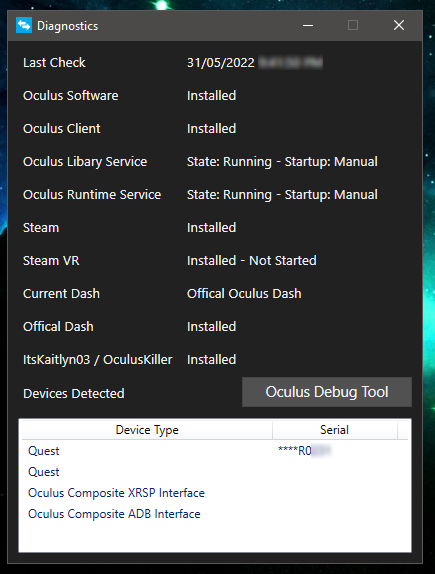 Diagnostics
Last Check 31/05/2022
Oculus Software Installed
Oculus Client Installed
Oculus Libary Service State: Running - Startup: Manual
Oculus Runtime Service State: Running - Startup: Manual
Steam Installed
Steam VR Installed - Not Started
Current Dash Offical Oculus Dash
Offical Dash Installed
ItsKaitlyn03 / OculusKiller Installed
Devices Detected Oculus Debug Tool
Device Type Serial
Quest ****R0
Quest
Oculus Composite XRSP Interface
Oculus Composite ADB Interface